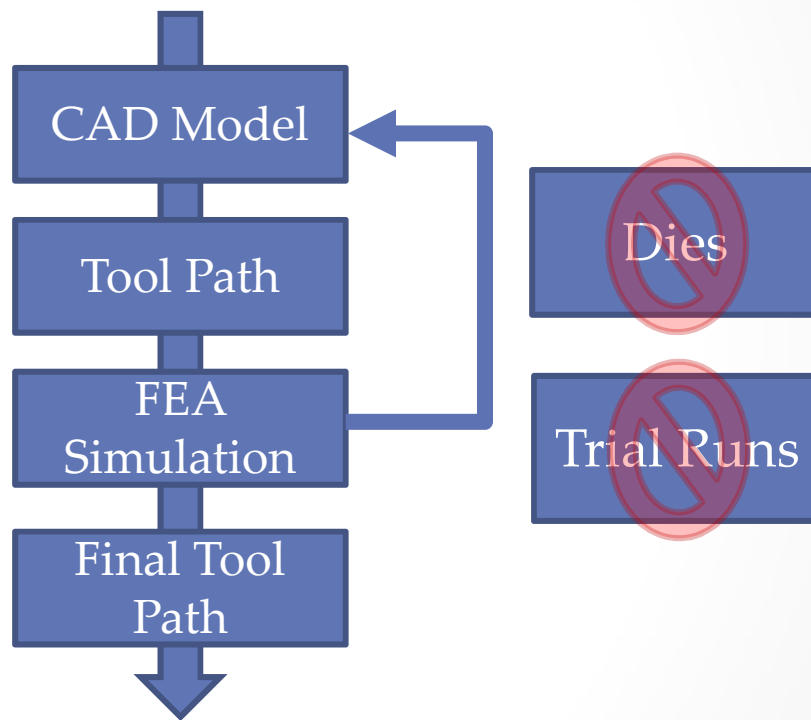 CAD Model
Tool Path
FEA
Simulation
Final Tool
Path
Dies
Trial Runs